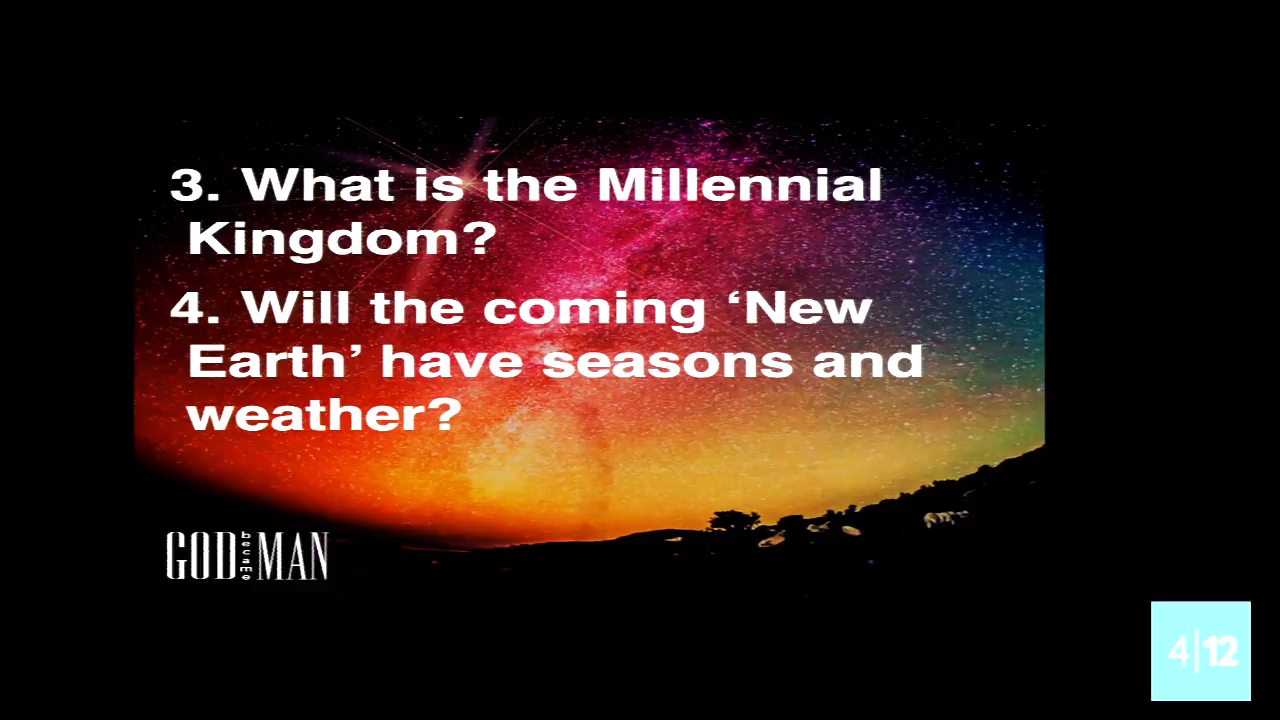 3. What is the Millennial
Kingdom?
4. Will the coming ‘New
Earth’ have seasons and
weather?
GOD became MAN
4|12